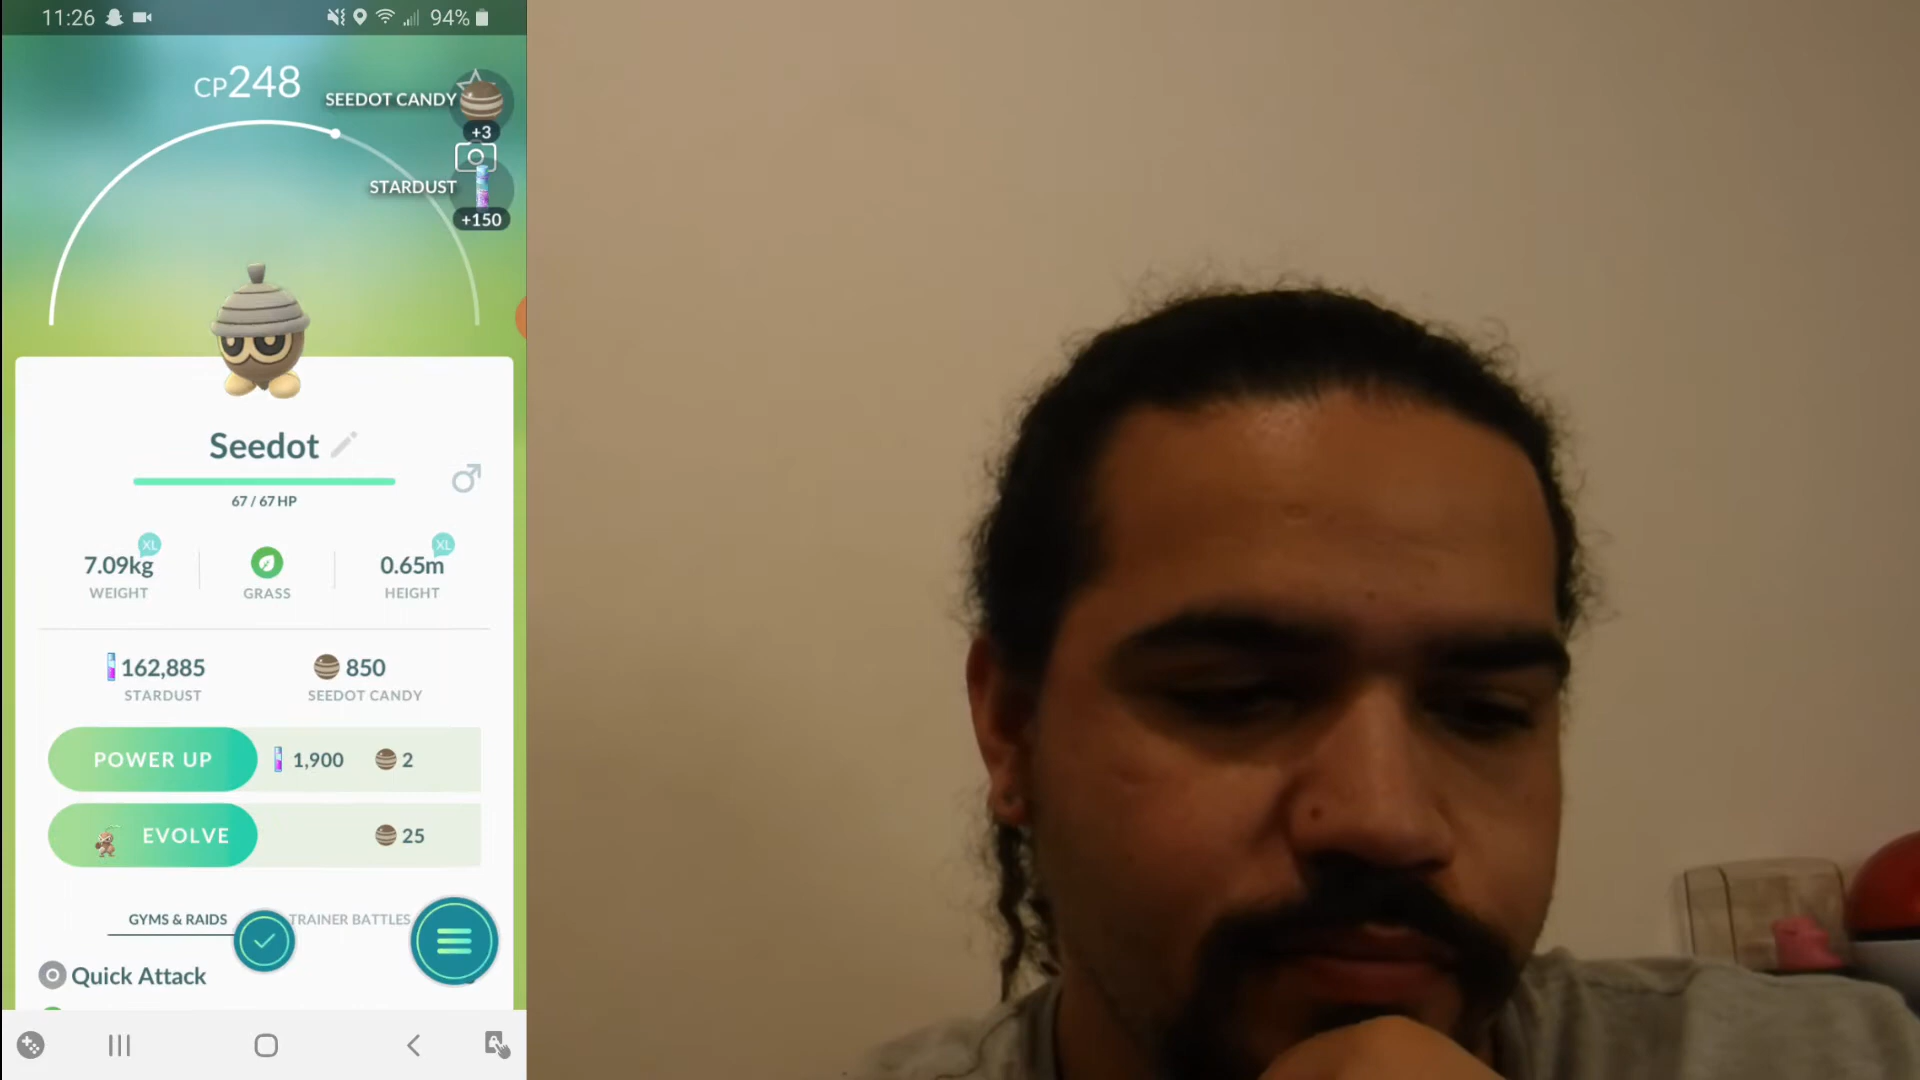 11:26 94%
CP248
SEEDOT CANDY
+3
STARDUST
+150
Seedot
67 / 67 HP
XL XL
7.09kg 0.65m
WEIGHT GRASS HEIGHT
162,885 850
STARDUST SEEDOT CANDY
POWER UP 1,900 2
EVOLVE 25
GYMS & RAIDS TRAINER BATTLES
Quick Attack